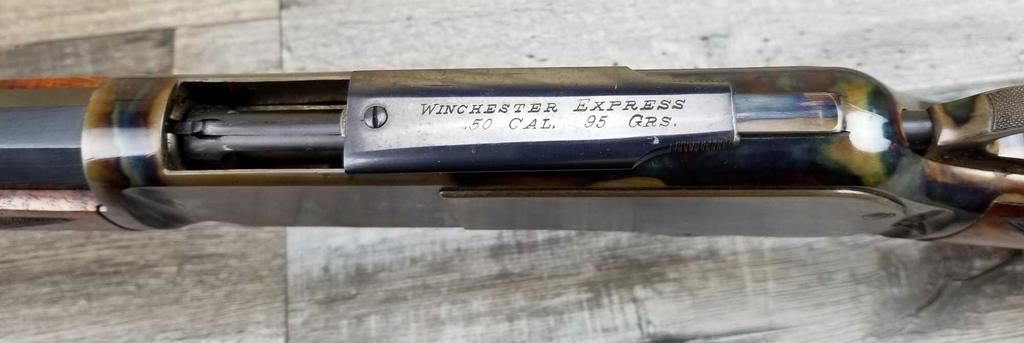 WINCHESTER EXPRESS
.50 CAL. 95 GRS.